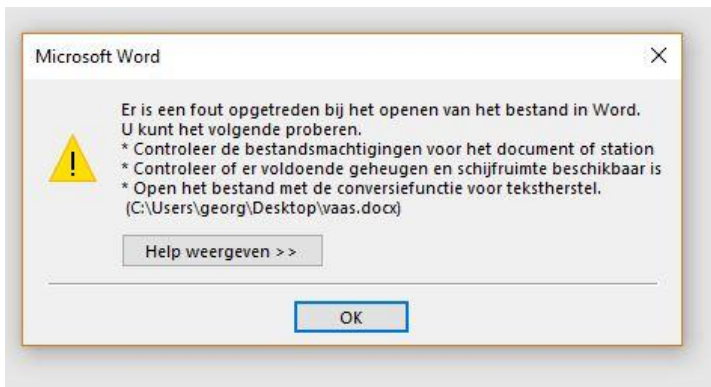 Microsoft Word
Er is een fout opgetreden bij het openen van het bestand in Word.
U kunt het volgende proberen.
* Controleer de bestandsmachtigingen voor het document of station
* Controleer of er voldoende geheugen en schijfruimte beschikbaar is
* Open het bestand met de conversiefunctie voor tekstherstel.
(C:\Users\georg\Desktop\vaas.docx)
Help weergeven >>
OK